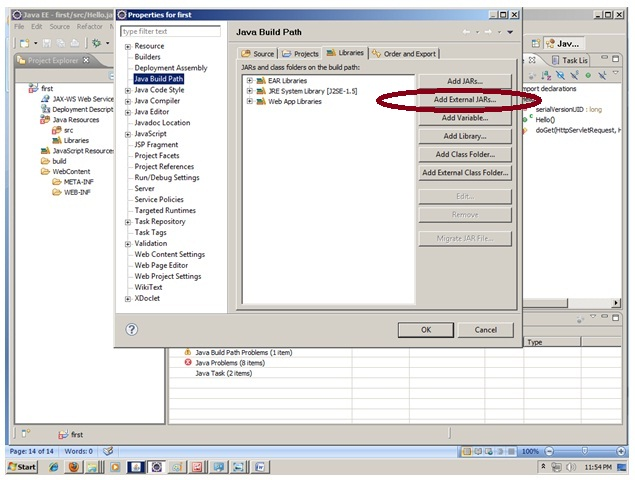 Java EE - first/src/Hello.ja
File Edit Source Refactor
Project Explorer
first
JAX-WS Web Service
Deployment Descript
Java Resources
src
Libraries
JavaScript Resources
build
WebContent
META-INF
WEB-INF
Properties for first
type filter text
Resource
Builders
Deployment Assembly
Java Build Path
Java Code Style
Java Compiler
Java Editor
Javadoc Location
JavaScript
JSP Fragment
Project Facets
Project References
Run/Debug Settings
Server
Service Policies
Targeted Runtimes
Task Repository
Task Tags
Validation
Web Content Settings
Web Page Editor
Web Project Settings
WikiText
XDoclet
Java Build Path
Source Projects Libraries Order and Export
JARs and class folders on the build path:
EAR Libraries
JRE System Library [J2SE-1.5]
Web App Libraries
Add JARs...
Add External JARs...
Add Variable...
Add Library...
Add Class Folder...
Add External Class Folder...
Edit...
Remove
Migrate JAR File...
OK Cancel
Jav...
Task Lis
mport declarations
serialVersionUID : long
Hello()
doGet(HttpServletRequest, H
Type
Java Build Path Problems (1 item)
Java Problems (8 items)
Java Task (2 items)
first
Page: 14 of 14 Words: 0 100%
Start 11:54 PM